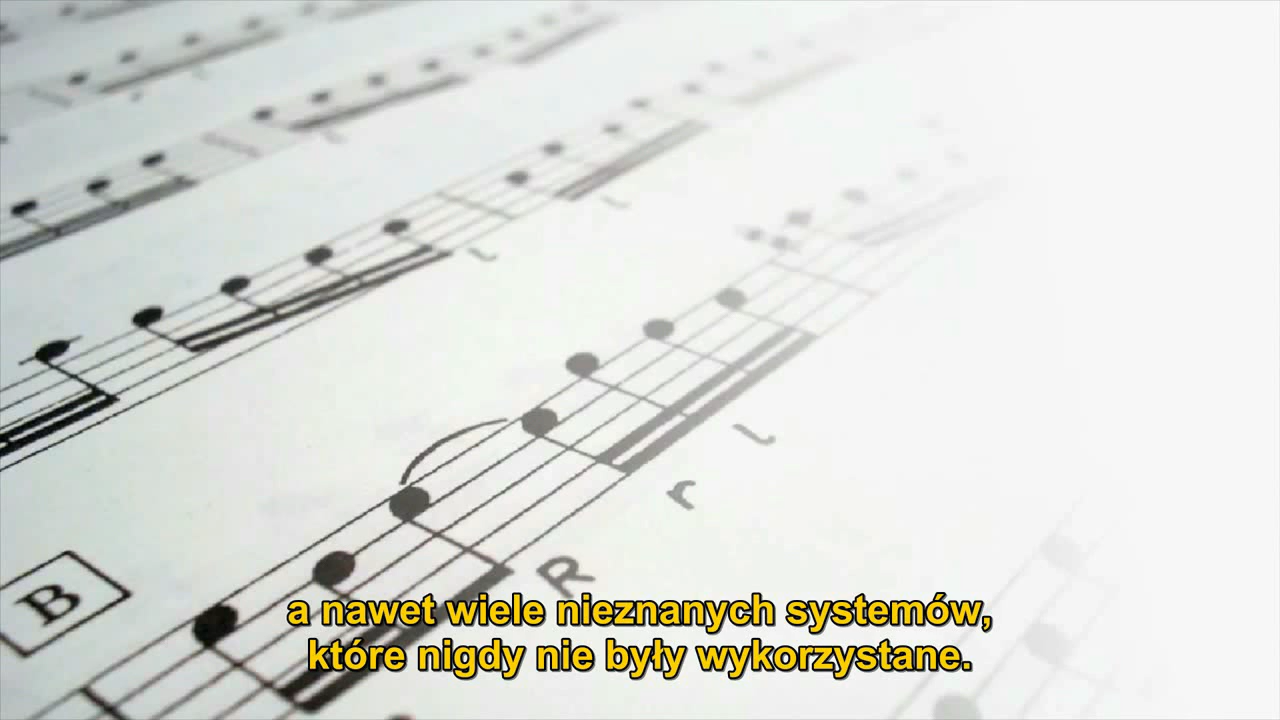 B
R
r
l
l
l
a nawet wiele nieznanych systemów,
które nigdy nie były wykorzystane.